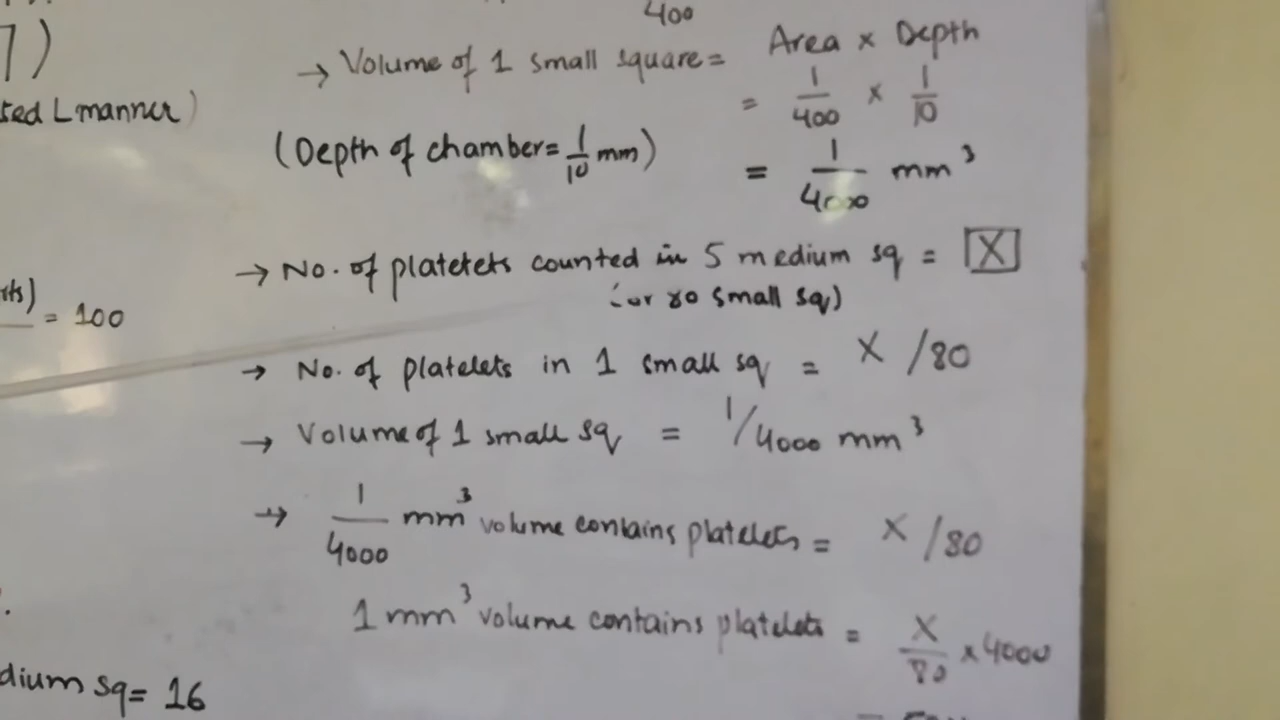 400
→ Volume of 1 small square = Area x Depth
= 1/400 x 1/10
(Depth of chamber = 1/10 mm)
= 1/4000 mm³
→ No. of platelets counted in 5 medium sq = X
(or 80 small sq)
→ No. of platelets in 1 small sq = X /80
→ Volume of 1 small sq = 1/4000 mm³
→ 1/4000 mm³ volume contains platelets = X /80
1 mm³ volume contains platelets = X/80 x 4000
7)
L manner)
= 100
sq = 16